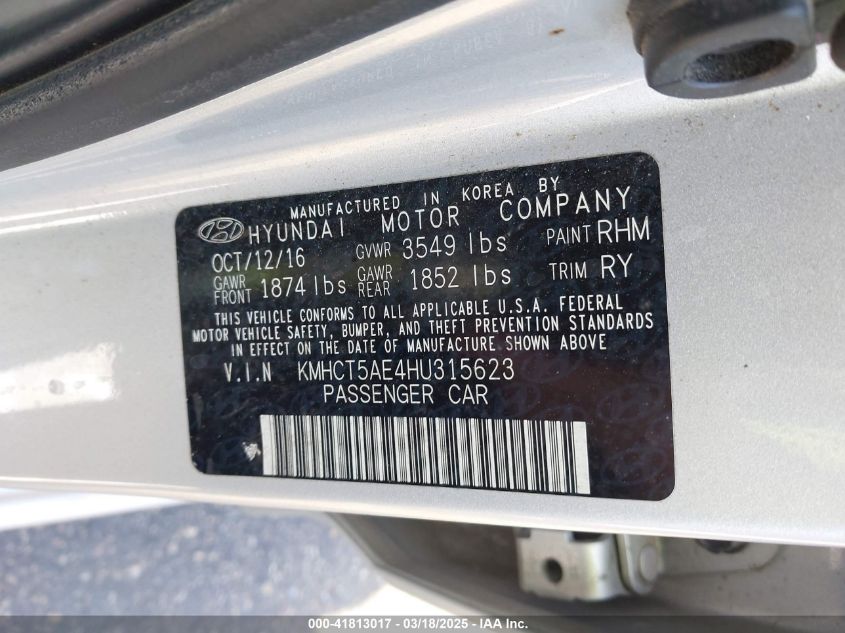 MANUFACTURED IN KOREA BY
HYUNDAI MOTOR COMPANY
OCT/12/16 GVWR 3549 lbs PAINT RHM
GAWR FRONT 1874 lbs GAWR REAR 1852 lbs TRIM RY
THIS VEHICLE CONFORMS TO ALL APPLICABLE U.S.A. FEDERAL
MOTOR VEHICLE SAFETY, BUMPER, AND THEFT PREVENTION STANDARDS
IN EFFECT ON THE DATE OF MANUFACTURE SHOWN ABOVE
V.I.N KMHCT5AE4HU315623
PASSENGER CAR
000-41813017 - 03/18/2025 - IAA Inc.